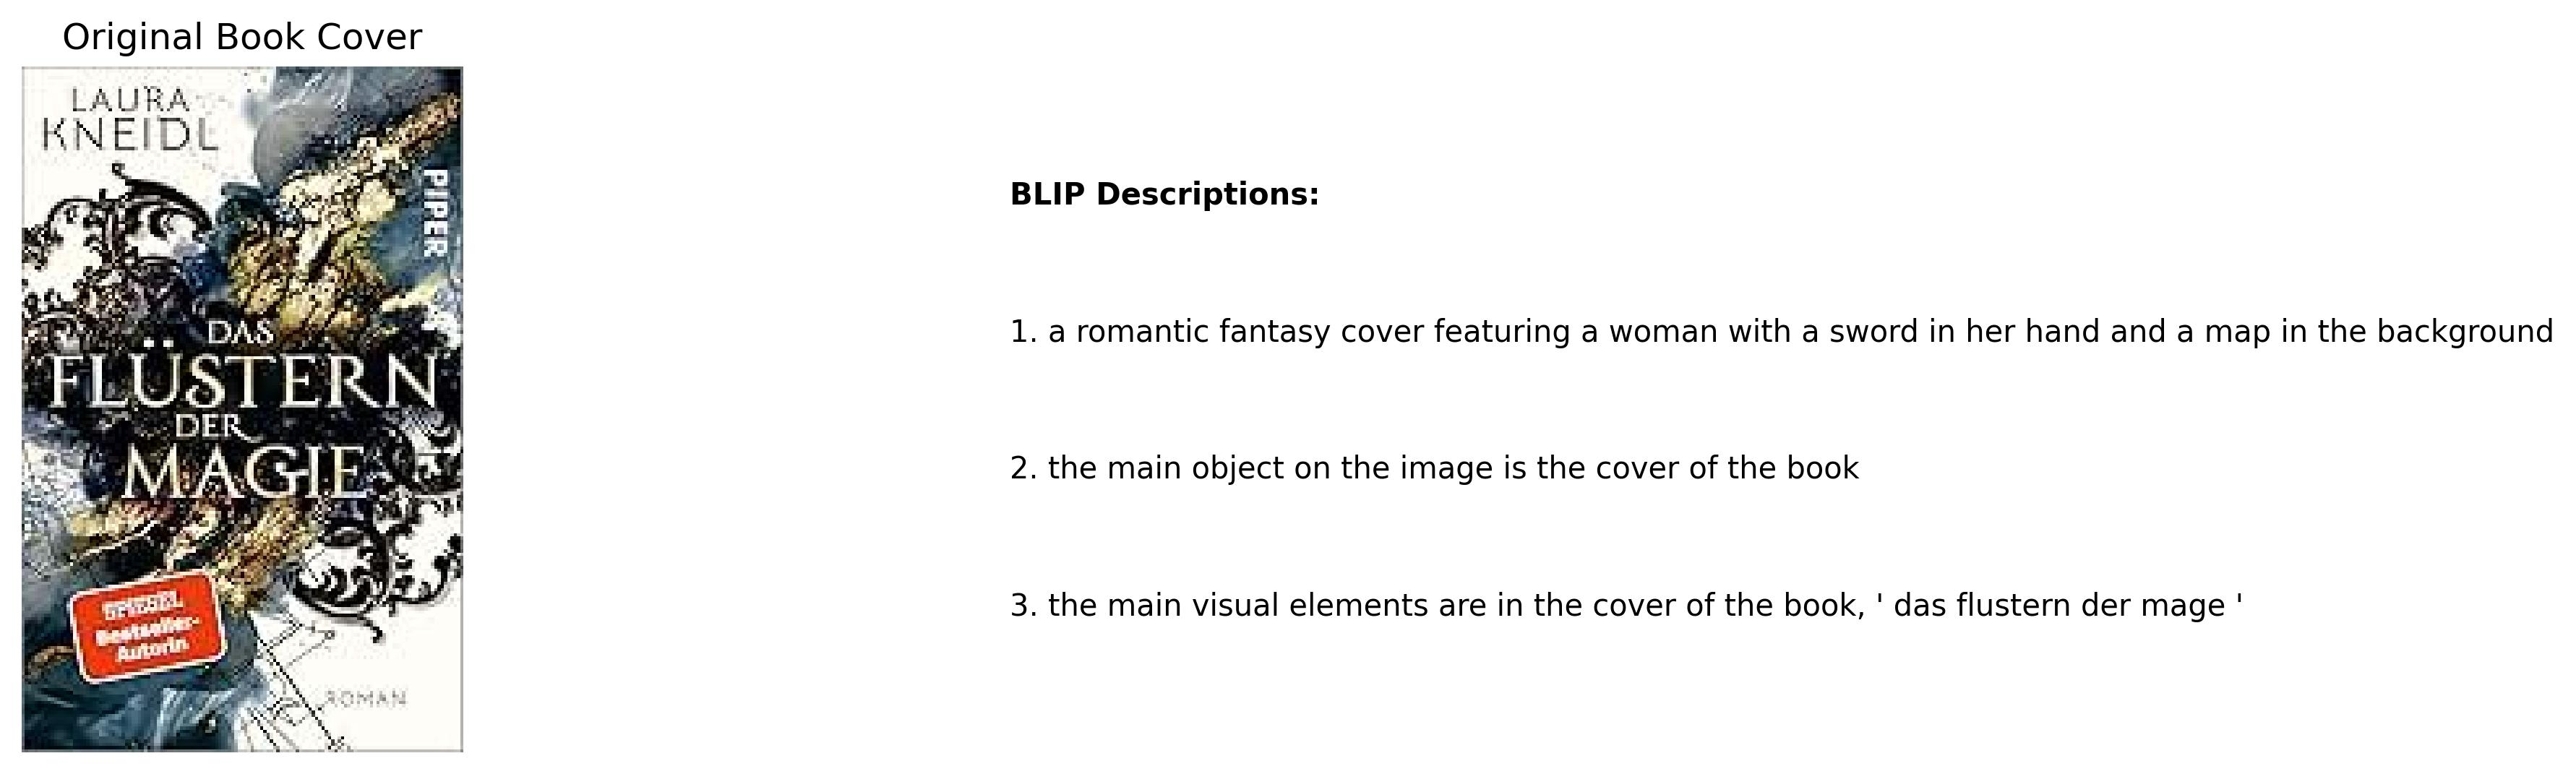 Original Book Cover
LAURA
KNEIDL
PIPER
DAS
FLÜSTERN
DER
MAGIE
SPIEGEL
Bestseller-
Autorin
ROMAN
BLIP Descriptions:
1. a romantic fantasy cover featuring a woman with a sword in her hand and a map in the background
2. the main object on the image is the cover of the book
3. the main visual elements are in the cover of the book, ' das flustern der mage '